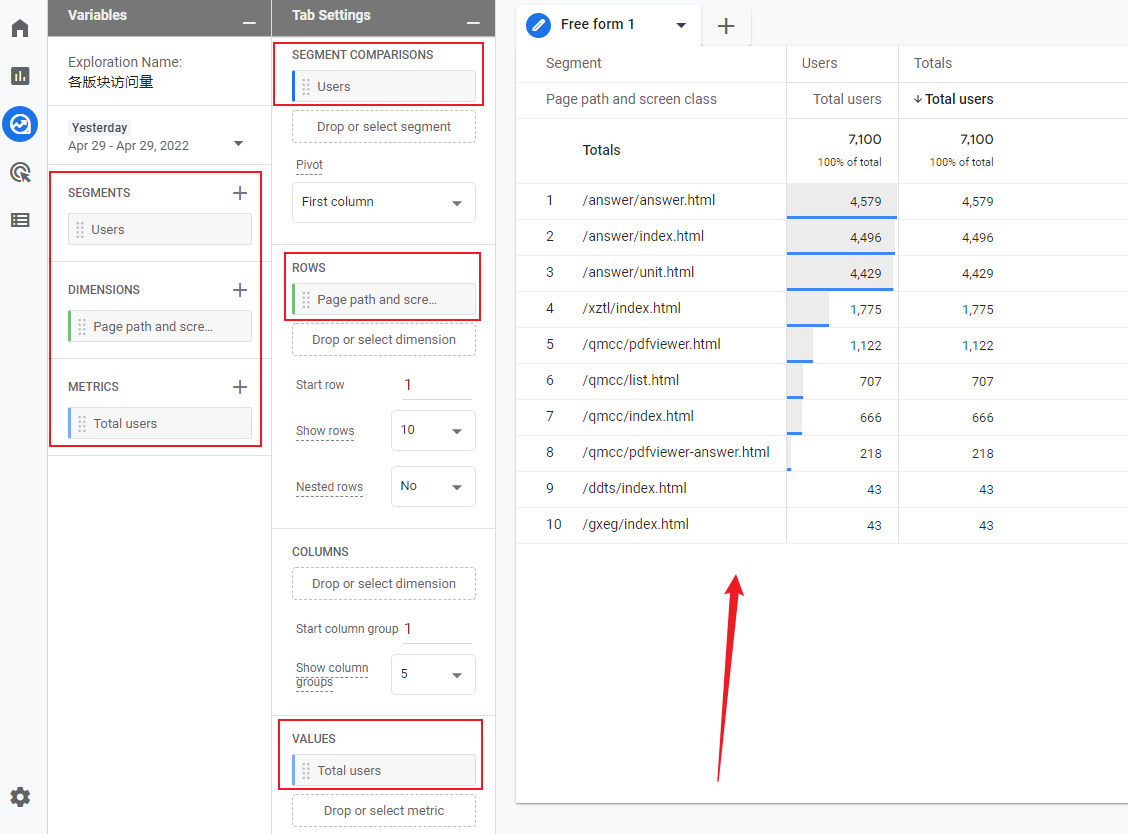 Variables
Exploration Name:
各版块访问量
Yesterday
Apr 29 - Apr 29, 2022
SEGMENTS
Users
DIMENSIONS
Page path and scre...
METRICS
Total users
Tab Settings
SEGMENT COMPARISONS
Users
Drop or select segment
Pivot
First column
ROWS
Page path and scre...
Drop or select dimension
Start row 1
Show rows 10
Nested rows No
COLUMNS
Drop or select dimension
Start column group 1
Show column groups 5
VALUES
Total users
Drop or select metric
Free form 1
Segment Users Totals
Page path and screen class Total users Total users
Totals 7,100 7,100
100% of total 100% of total
1 /answer/answer.html 4,579 4,579
2 /answer/index.html 4,496 4,496
3 /answer/unit.html 4,429 4,429
4 /xztl/index.html 1,775 1,775
5 /qmcc/pdfviewer.html 1,122 1,122
6 /qmcc/list.html 707 707
7 /qmcc/index.html 666 666
8 /qmcc/pdfviewer-answer.html 218 218
9 /ddts/index.html 43 43
10 /gxeg/index.html 43 43